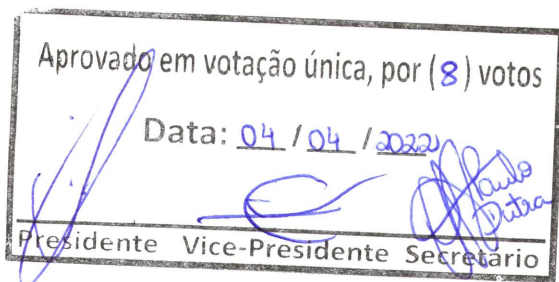 Aprovado em votação única, por (8) votos
Data: 04 / 04 / 2022
Paulo
Dutra
Presidente Vice-Presidente Secretário